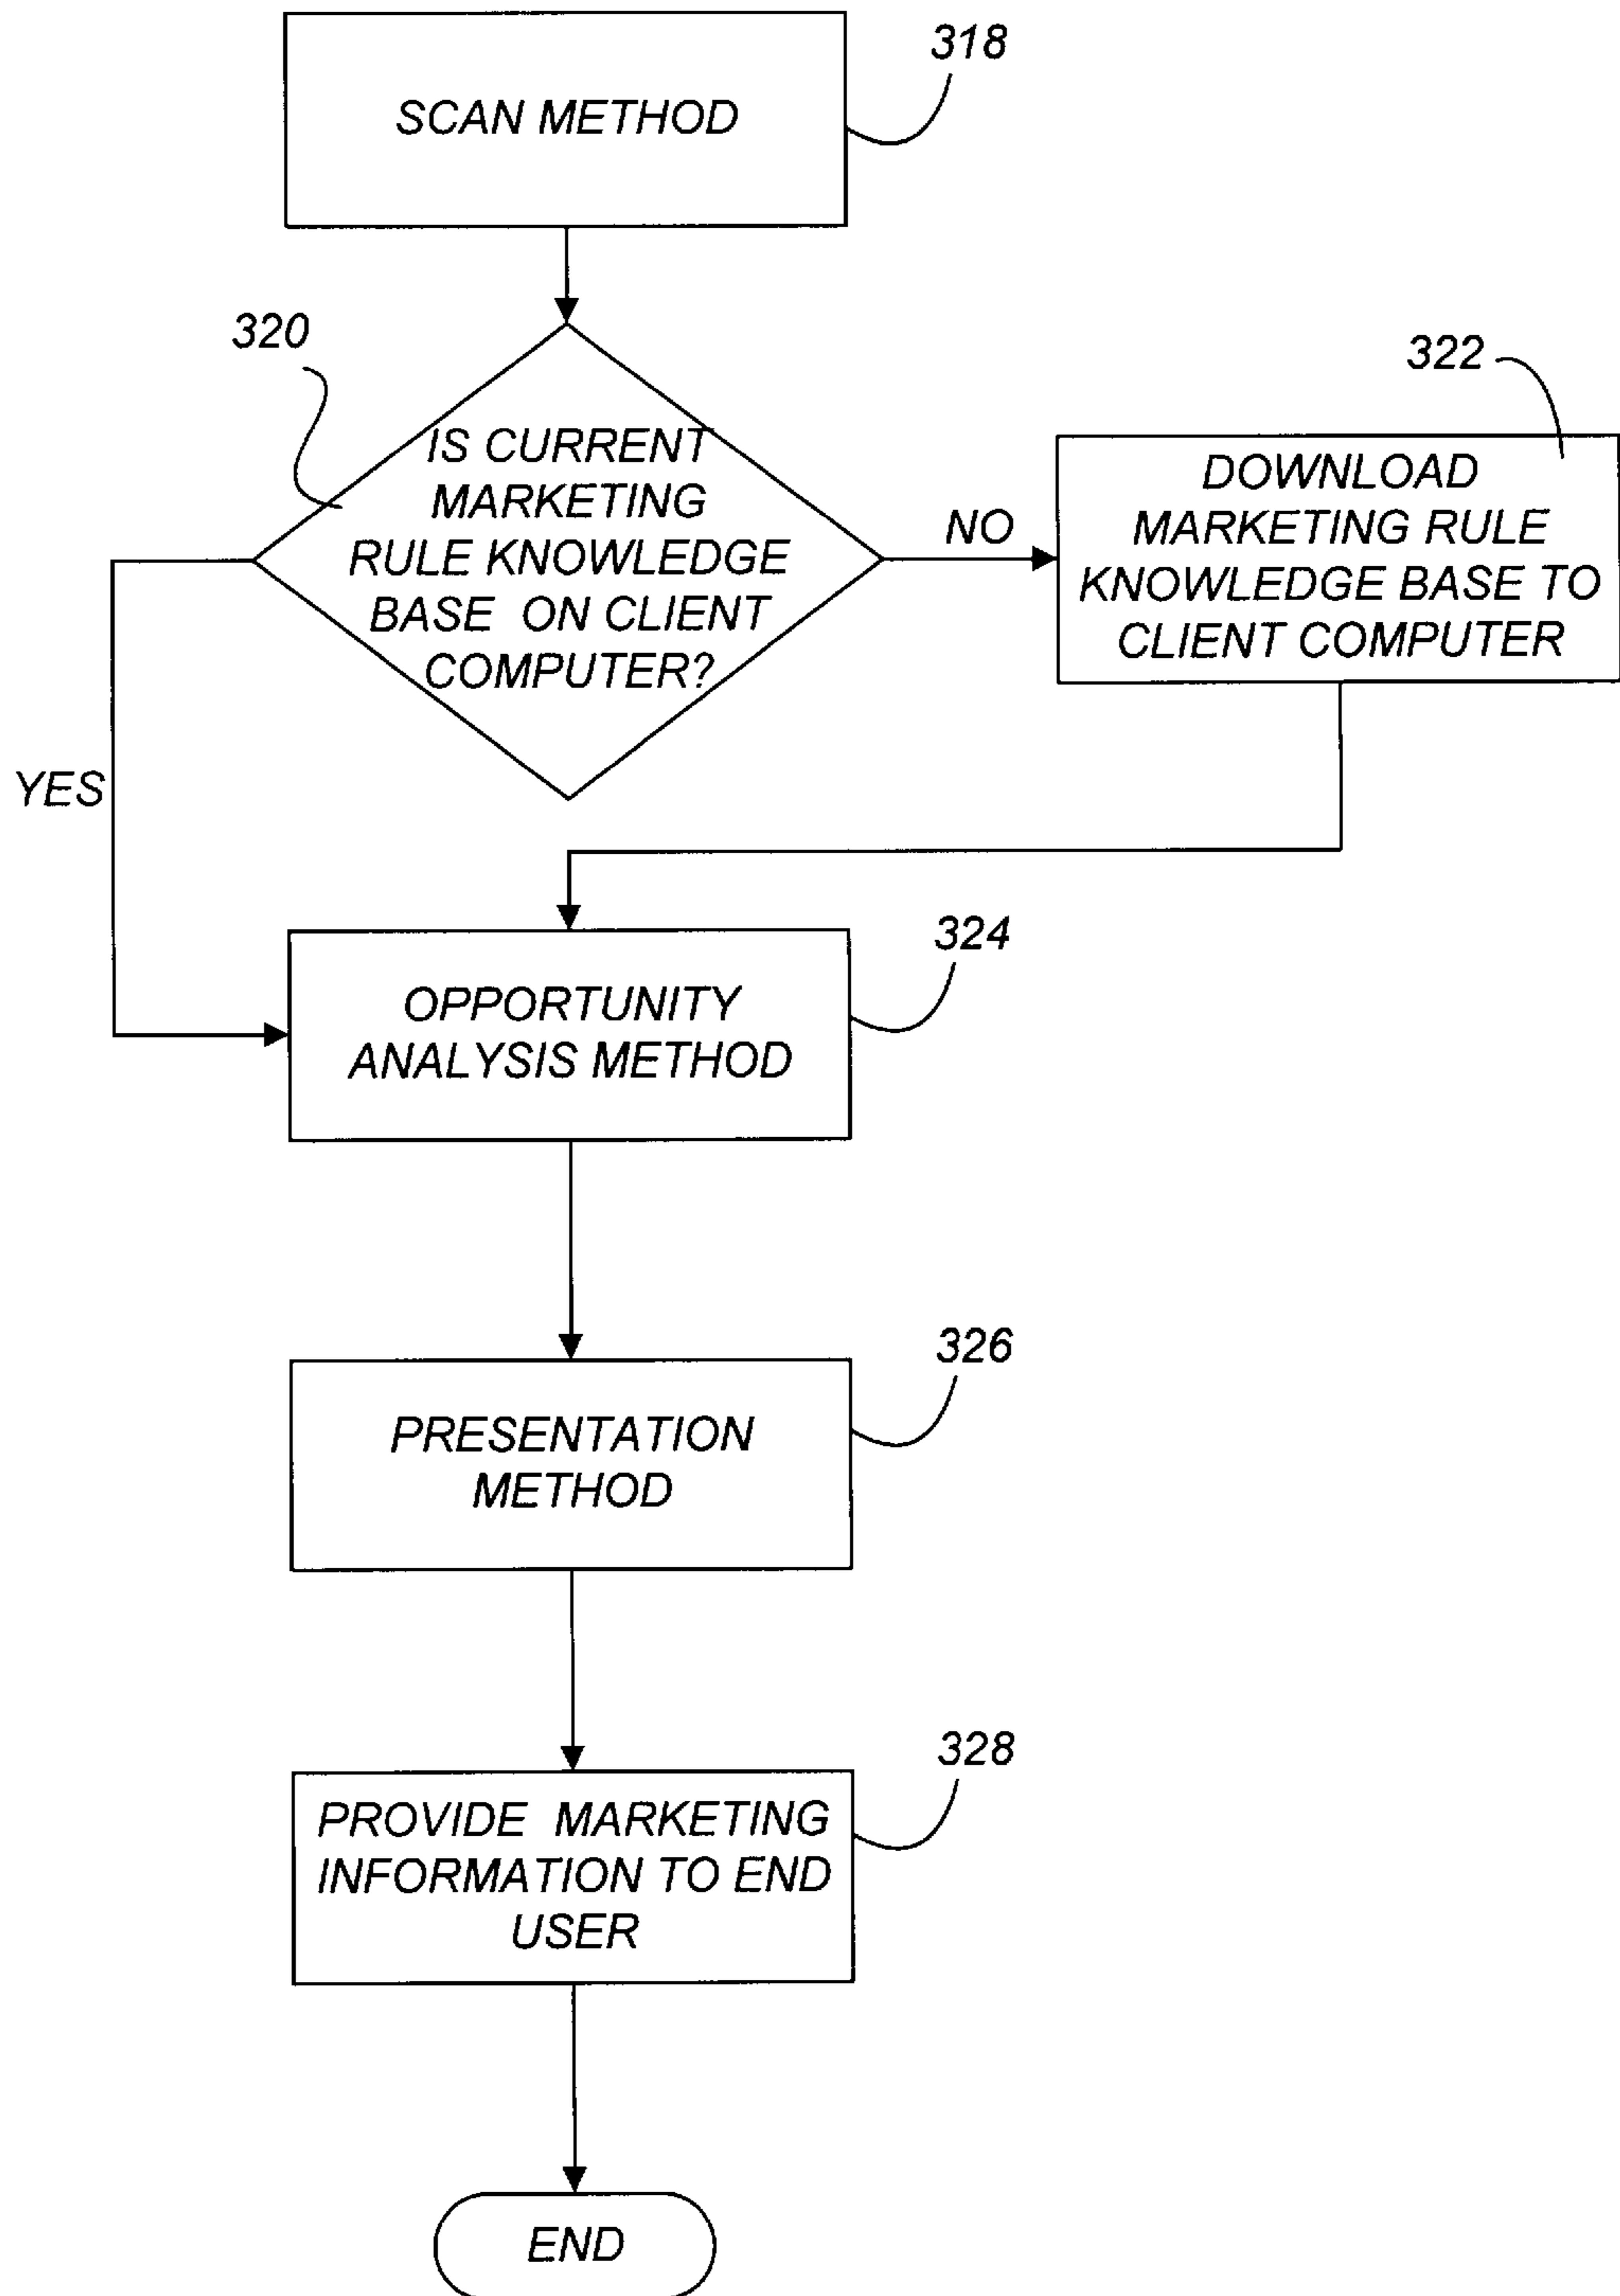 318
SCAN METHOD
320
322
IS CURRENT
MARKETING
RULE KNOWLEDGE
BASE ON CLIENT
COMPUTER?
NO
DOWNLOAD
MARKETING RULE
KNOWLEDGE BASE TO
CLIENT COMPUTER
YES
324
OPPORTUNITY
ANALYSIS METHOD
326
PRESENTATION
METHOD
328
PROVIDE MARKETING
INFORMATION TO END
USER
END